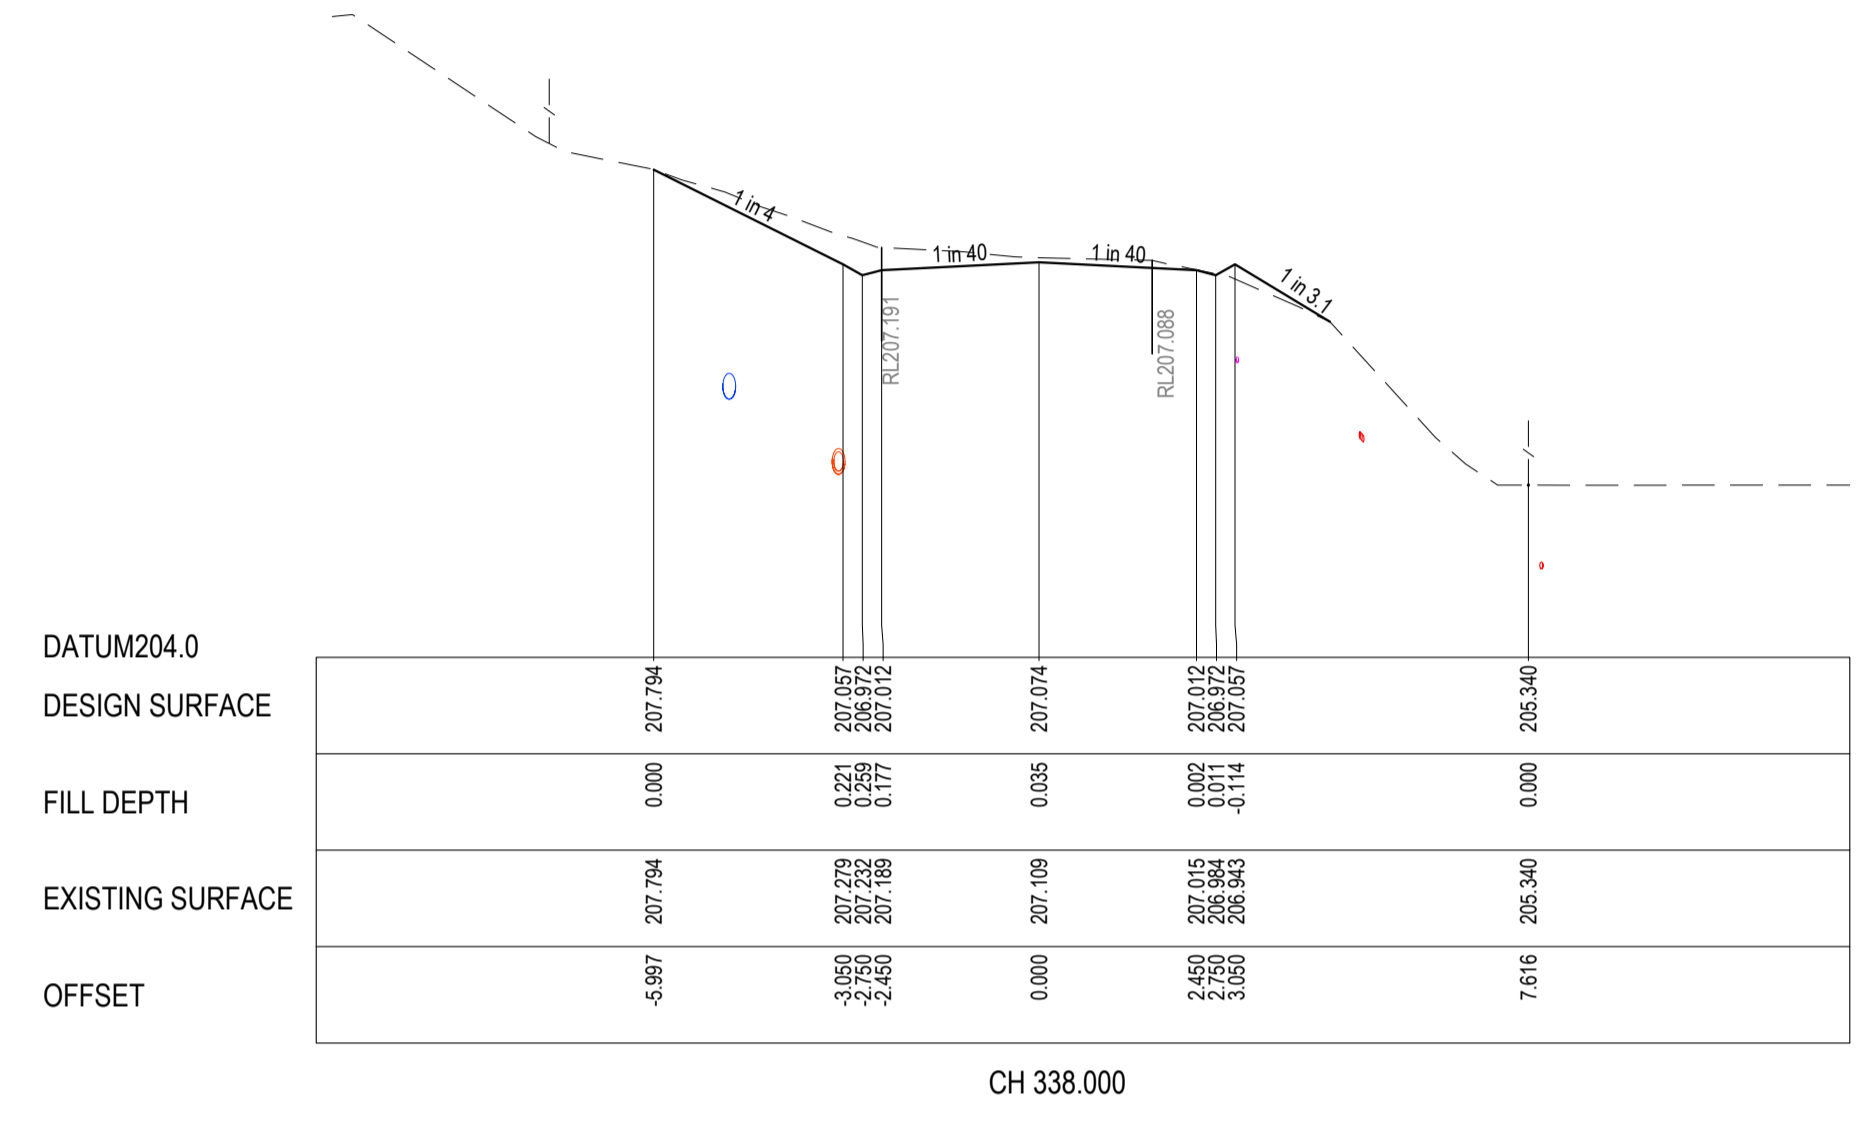 1 in 4
1 in 40
1 in 40
1 in 3.1
RL207.191
RL207.088
DATUM204.0
DESIGN SURFACE
207.794 207.057 206.972 207.012 207.074 207.012 206.972 207.057 205.340
FILL DEPTH
0.000 0.221 0.259 0.177 0.035 0.002 0.011 -0.114 0.000
EXISTING SURFACE
207.794 207.279 207.232 207.189 207.109 207.015 206.984 206.943 205.340
OFFSET
-5.997 -3.050 -2.750 -2.450 0.000 2.450 2.750 3.050 7.616
CH 338.000